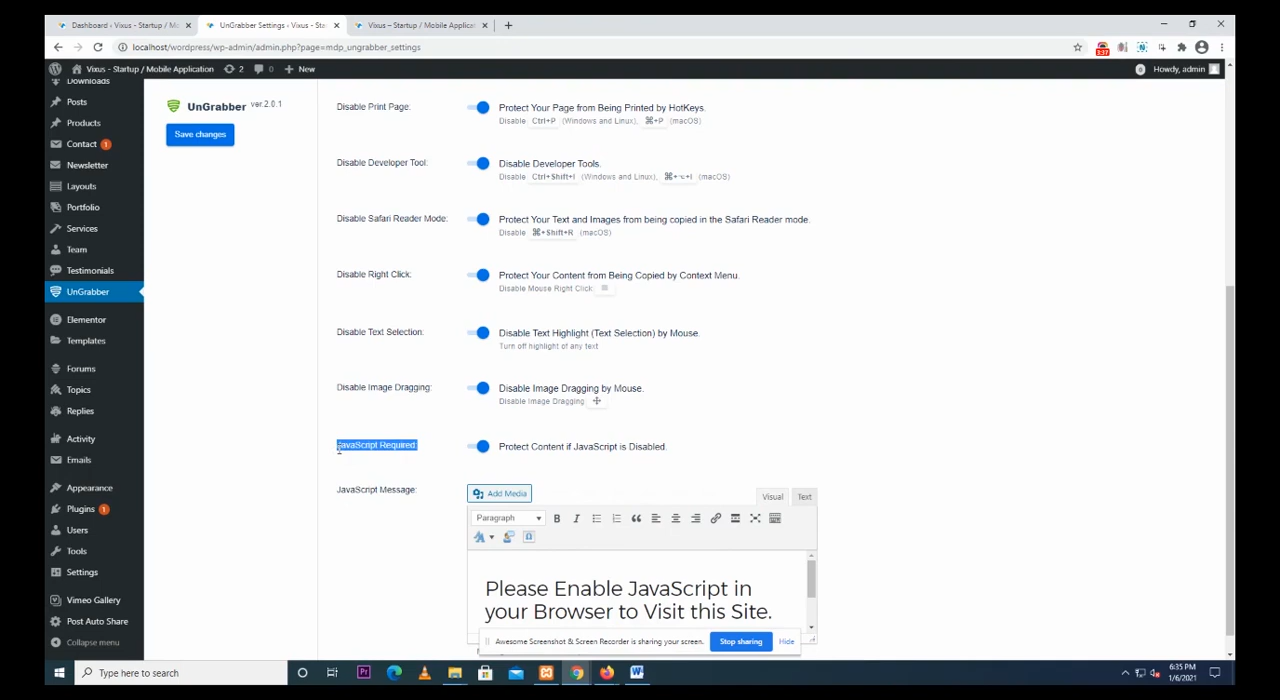 Dashboard ‹ Vixus - Startup / M
UnGrabber Settings ‹ Vixus - Sta
Vixus – Startup / Mobile Applicat
localhost/wordpress/wp-admin/admin.php?page=mdp_ungrabber_settings
3:37
Vixus - Startup / Mobile Application
2
New
Howdy, admin
Downloads
Posts
Products
Contact 1
Newsletter
Layouts
Portfolio
Services
Team
Testimonials
UnGrabber
Elementor
Templates
Forums
Topics
Replies
Activity
Emails
Appearance
Plugins 1
Users
Tools
Settings
Vimeo Gallery
Post Auto Share
Collapse menu
UnGrabber ver.2.0.1
Save changes
Disable Print Page:
Protect Your Page from Being Printed by HotKeys.
Disable Ctrl+P (Windows and Linux), ⌘+P (macOS)
Disable Developer Tool:
Disable Developer Tools.
Disable Ctrl+Shift+I (Windows and Linux), ⌘+⌥+I (macOS)
Disable Safari Reader Mode:
Protect Your Text and Images from being copied in the Safari Reader mode.
Disable ⌘+Shift+R (macOS)
Disable Right Click:
Protect Your Content from Being Copied by Context Menu.
Disable Mouse Right Click
Disable Text Selection:
Disable Text Highlight (Text Selection) by Mouse.
Turn off highlight of any text
Disable Image Dragging:
Disable Image Dragging by Mouse.
Disable Image Dragging
JavaScript Required:
Protect Content if JavaScript is Disabled.
JavaScript Message:
Add Media
Visual
Text
Paragraph
B I
Please Enable JavaScript in
your Browser to Visit this Site.
Awesome Screenshot & Screen Recorder is sharing your screen.
Stop sharing
Hide
Type here to search
6:35 PM
1/6/2021